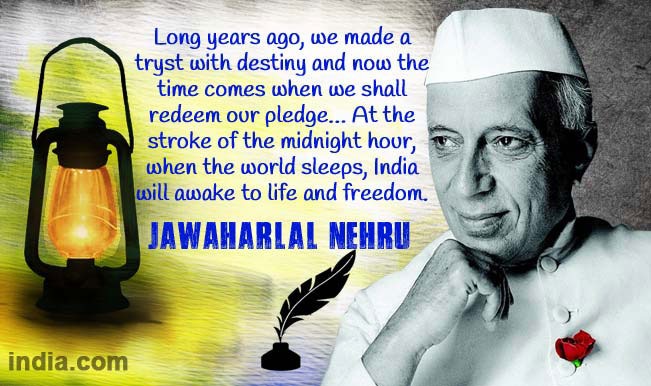 Long years ago, we made a
tryst with destiny and now the
time comes when we shall
redeem our pledge... At the
stroke of the midnight hour,
when the world sleeps, India
will awake to life and freedom.
JAWAHARLAL NEHRU
india.com